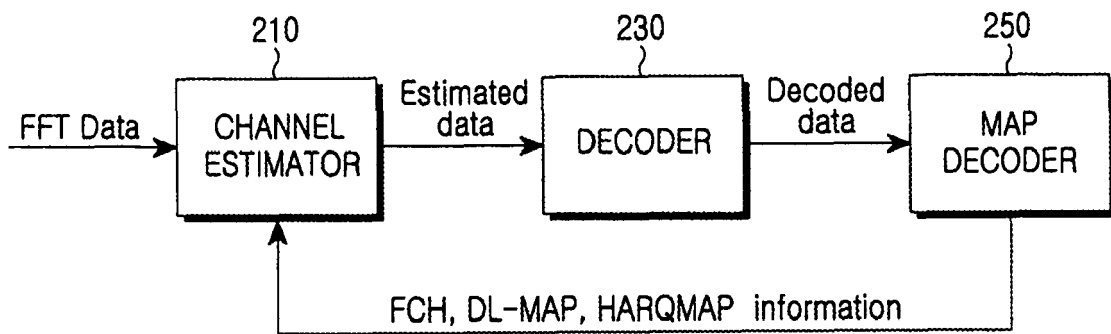 210
230
250
FFT Data
CHANNEL
ESTIMATOR
Estimated
data
DECODER
Decoded
data
MAP
DECODER
FCH, DL-MAP, HARQMAP information